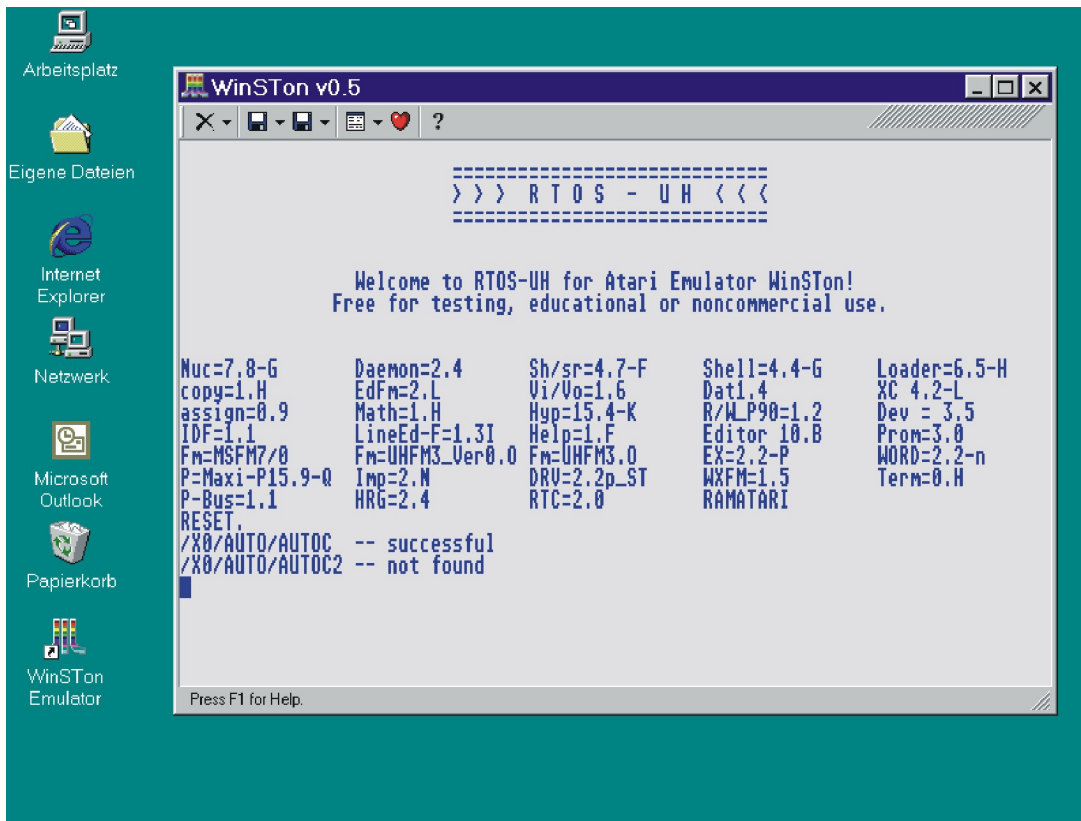 Arbeitsplatz
Eigene Dateien
Internet
Explorer
Netzwerk
Microsoft
Outlook
Papierkorb
WinSTon
Emulator
WinSTon v0.5
?
==============================
> > > R T O S - U H < < <
==============================
Welcome to RTOS-UH for Atari Emulator WinSTon!
Free for testing, educational or noncommercial use.
Nuc=7.8-G Daemon=2.4 Sh/sr=4.7-F Shell=4.4-G Loader=6.5-H
copy=1.H EdFm=2.L Vi/Vo=1.6 Dat1.4 XC 4.2-L
assign=0.9 Math=1.H Hyp=15.4-K R/W_P90=1.2 Dev = 3.5
IDF=1.1 LineEd-F=1.3I Help=1.F Editor 10.B Prom=3.0
Fm=MSFM7/0 Fm=UHFM3_Ver0.O Fm=UHFM3.O EX=2.2-P WORD=2.2-n
P=Maxi-P15.9-Q Imp=2.N DRV=2.2p_ST WXFM=1.5 Term=0.H
P-Bus=1.1 HRG=2.4 RTC=2.0 RAMATARI
RESET.
/X0/AUTO/AUTOC -- successful
/X0/AUTO/AUTOC2 -- not found
Press F1 for Help.